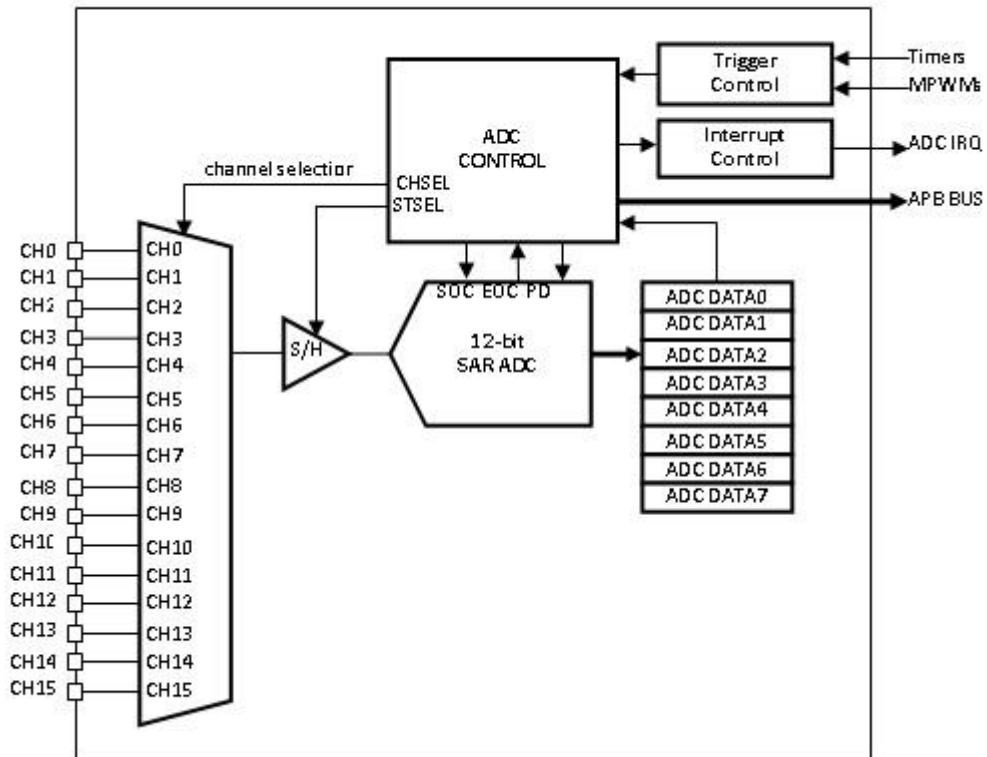 Timers
MPWMs
Trigger
Control
Interrupt
Control
ADC IRQ
APB BUS
ADC
CONTROL
CHSEL
STSEL
channel selection
CH0
CH1
CH2
CH3
CH4
CH5
CH6
CH7
CH8
CH9
CH10
CH11
CH12
CH13
CH14
CH15
CH0
CH1
CH2
CH3
CH4
CH5
CH6
CH7
CH8
CH9
CH10
CH11
CH12
CH13
CH14
CH15
S/H
SOC EOC PD
12-bit
SAR ADC
ADC DATA0
ADC DATA1
ADC DATA2
ADC DATA3
ADC DATA4
ADC DATA5
ADC DATA6
ADC DATA7